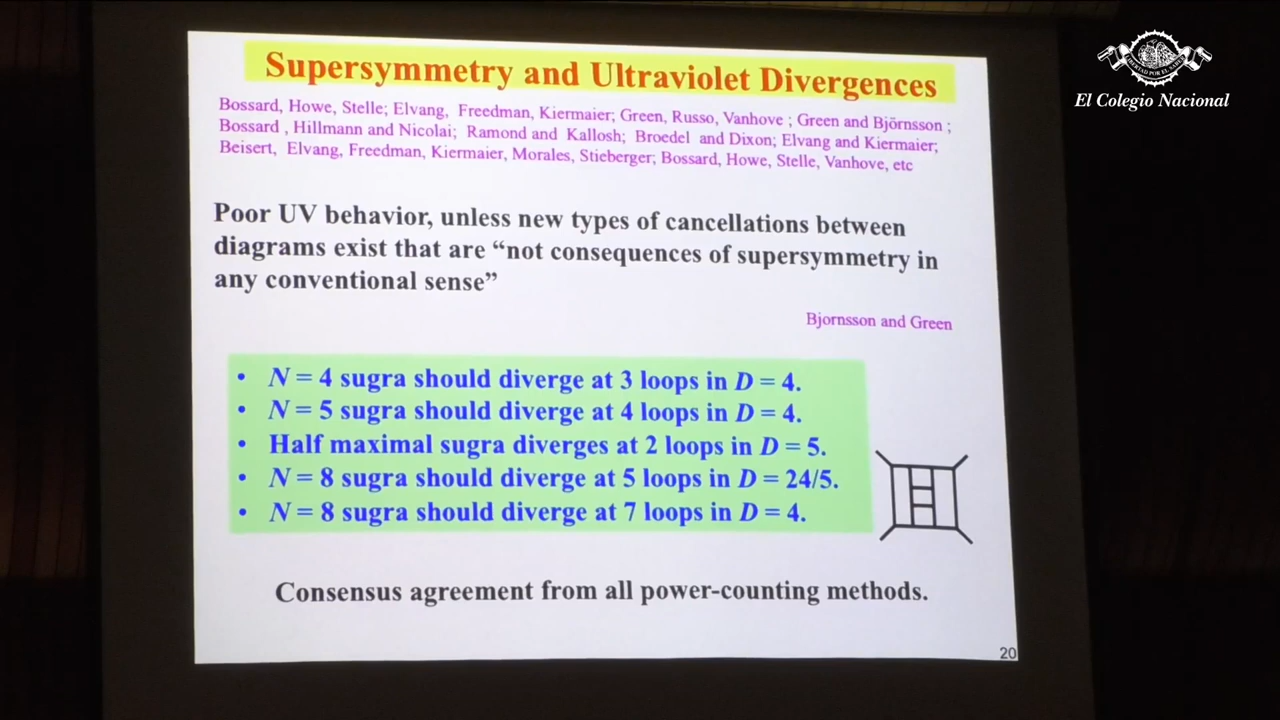 Supersymmetry and Ultraviolet Divergences
Bossard, Howe, Stelle; Elvang, Freedman, Kiermaier; Green, Russo, Vanhove ; Green and Björnsson ;
Bossard , Hillmann and Nicolai; Ramond and Kallosh; Broedel and Dixon; Elvang and Kiermaier;
Beisert, Elvang, Freedman, Kiermaier, Morales, Stieberger; Bossard, Howe, Stelle, Vanhove, etc
Poor UV behavior, unless new types of cancellations between
diagrams exist that are “not consequences of supersymmetry in
any conventional sense”
Bjornsson and Green
• N = 4 sugra should diverge at 3 loops in D = 4.
• N = 5 sugra should diverge at 4 loops in D = 4.
• Half maximal sugra diverges at 2 loops in D = 5.
• N = 8 sugra should diverge at 5 loops in D = 24/5.
• N = 8 sugra should diverge at 7 loops in D = 4.
Consensus agreement from all power-counting methods.
20
LIBERTAD POR EL SABER
El Colegio Nacional